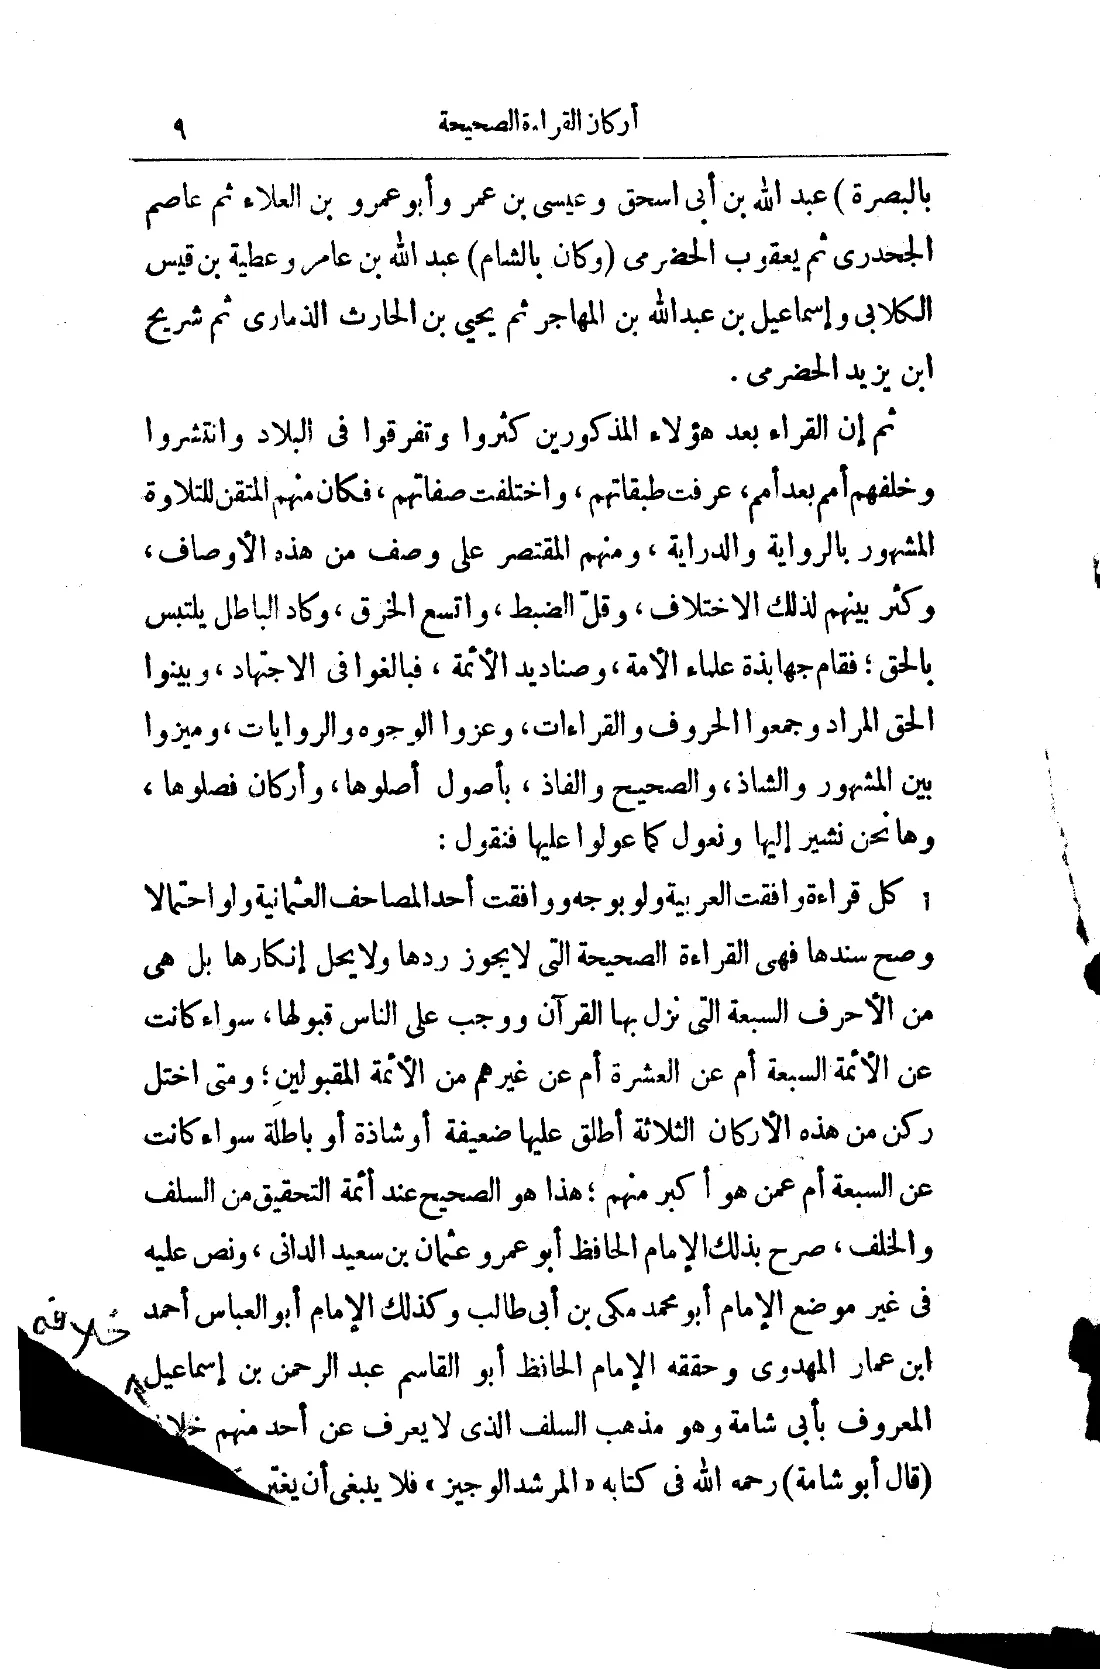 أركان القراءة الصحيحة ٩
بالبصرة) عبد الله بن أبى اسحق وعيسى بن عمر وأبو عمرو بن العلاء ثم عاصم
الجحدرى ثم يعقوب الحضرمى (وكان بالشام) عبد الله بن عامر وعطية بن قيس
الكلابى وإسماعيل بن عبدالله بن المهاجر ثم يحيى بن الحارث الذمارى ثم شريح
ابن يزيد الحضرمى .
ثم إن القراء بعد هؤلاء المذكورين كثروا وتفرقوا فى البلاد وانتشروا
وخلفهم أمم بعد أمم، عرفت طبقاتهم، واختلفت صفاتهم، فكان منهم المتقن للتلاوة
المشهور بالرواية والدراية، ومنهم المقتصر على وصف من هذه الأوصاف،
وكثر بينهم لذلك الاختلاف، وقلّ الضبط، واتسع الخرق، وكاد الباطل يلتبس
بالحق؛ فقام جهابذة علماء الأمة، وصناديد الأئمة، فبالغوا فى الاجتهاد، وبينوا
الحق المراد وجمعوا الحروف والقراءات، وعزوا الوجوه والروايات، وميزوا
بين المشهور والشاذ، والصحيح والفاذ، بأصول أصلوها، وأركان فصلوها،
وها نحن نشير إليها ونعول كما عولوا عليها فنقول :
١ كل قراءة وافقت العربية ولو بوجه ووافقت أحد المصاحف العثمانية ولو احتمالا
وصح سندها فهى القراءة الصحيحة التى لا يجوز ردها ولا يحل إنكارها بل هى
من الأحرف السبعة التى نزل بها القرآن ووجب على الناس قبولها، سواء كانت
عن الأئمة السبعة أم عن العشرة أم عن غيرهم من الأئمة المقبولين؛ ومتى اختل
ركن من هذه الأركان الثلاثة أطلق عليها ضعيفة أو شاذة أو باطلة سواء كانت
عن السبعة أم عمن هو أكبر منهم؛ هذا هو الصحيح عند أئمة التحقيق من السلف
والخلف، صرح بذلك الإمام الحافظ أبو عمرو عثمان بن سعيد الدانى، ونص عليه
فى غير موضع الإمام أبو محمد مكى بن أبى طالب وكذلك الإمام أبو العباس أحمد
خلافه
ابن عمار المهدوى وحققه الإمام الحافظ أبو القاسم عبد الرحمن بن إسماعيل
المعروف بأبى شامة وهو مذهب السلف الذى لا يعرف عن أحد منهم
(قال أبو شامة) رحمه الله فى كتابه «المرشد الوجيز» فلا ينبغى أن يغتر